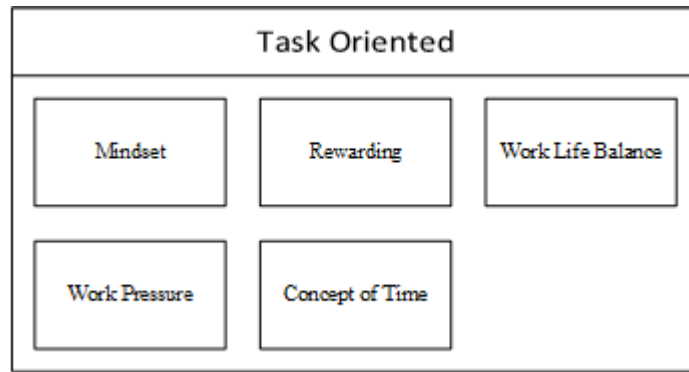 Task Oriented
Mindset
Rewarding
Work Life Balance
Work Pressure
Concept of Time